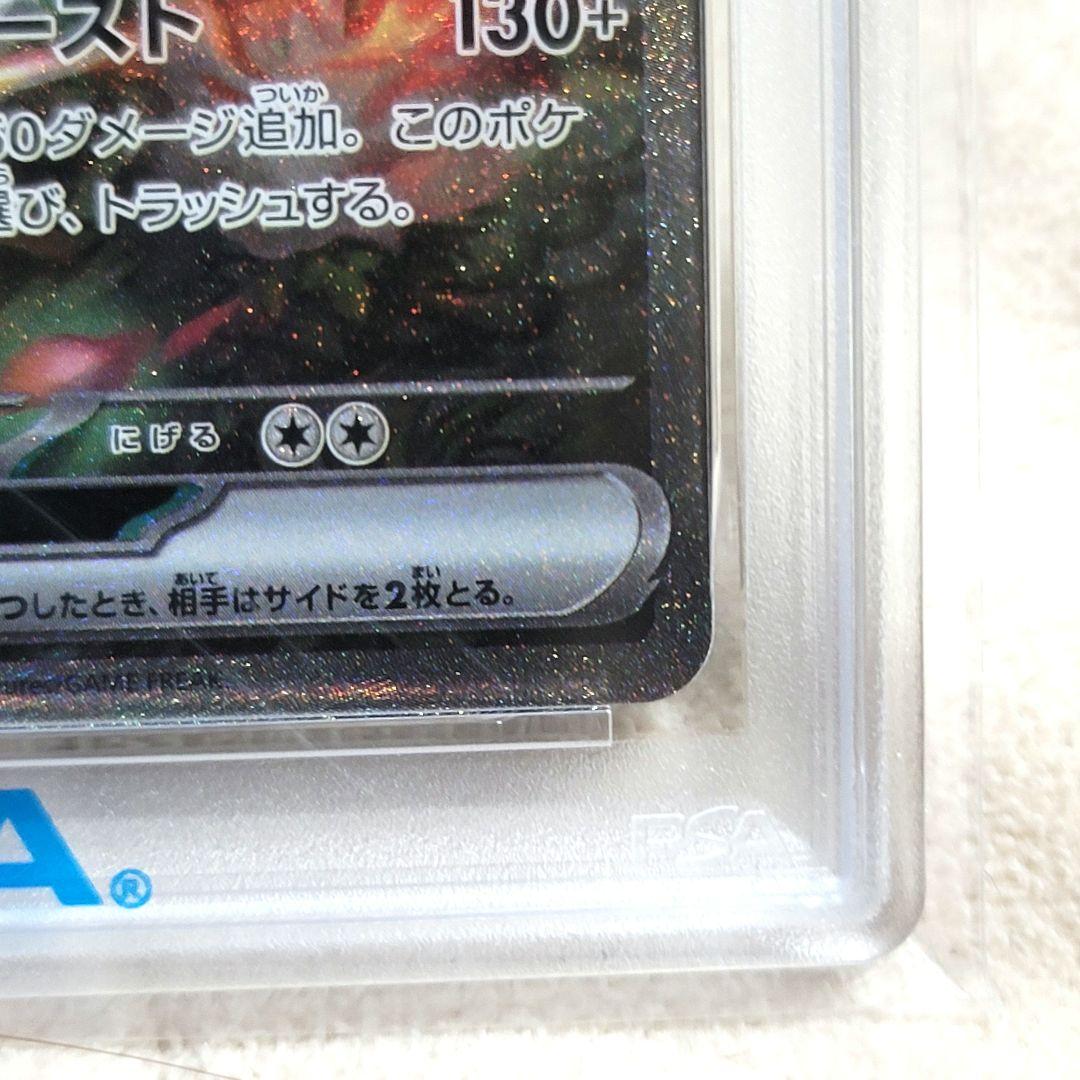 ースト 130+
ついか
60ダメージ追加。このポケ
び、トラッシュする。
にげる
あいて まい
つしたとき、相手はサイドを2枚とる。
GAME FREAK
A®
PSA